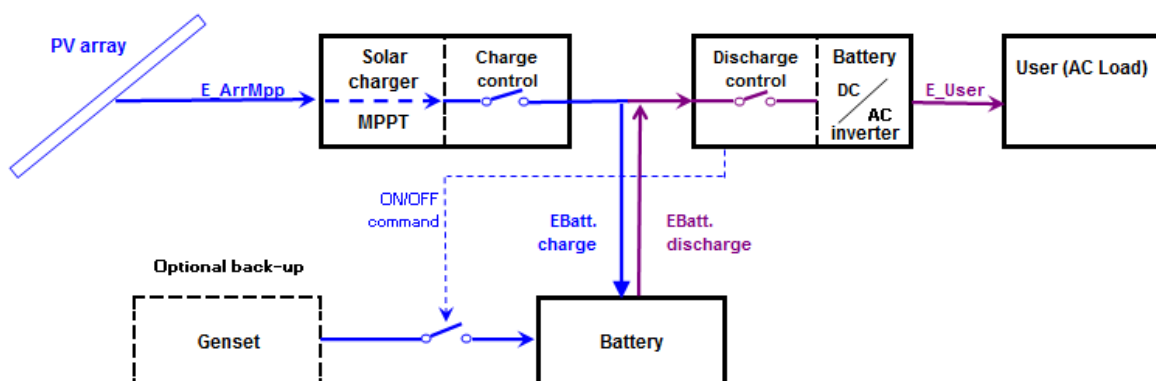 PV array
E_ArrMpp
Solar
charger
MPPT
Charge
control
Discharge
control
Battery
DC
AC
inverter
E_User
User (AC Load)
ON/OFF
command
EBatt.
charge
EBatt.
discharge
Optional back-up
Genset
Battery